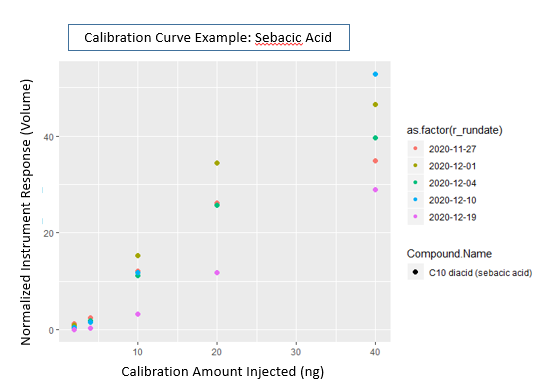 Calibration Curve Example: Sebacic Acid
Normalized Instrument Response (Volume)
40
20
0
10
20
30
40
Calibration Amount Injected (ng)
as.factor(r_rundate)
2020-11-27
2020-12-01
2020-12-04
2020-12-10
2020-12-19
Compound.Name
C10 diacid (sebacic acid)